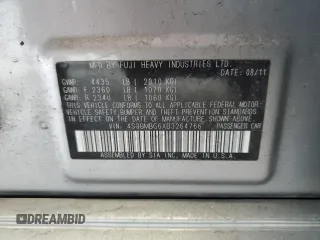 MFD BY FUJI HEAVY INDUSTRIES LTD.
DATE: 08/11
GVWR: 4435 LB ( 2010 KG)
GAWR: F 2360 LB ( 1070 KG)
GAWR: R 2340 LB ( 1060 KG)
THIS VEHICLE CONFORMS TO ALL APPLICABLE
FEDERAL MOTOR VEHICLE SAFETY, BUMPER, AND
THEFT PREVENTION STANDARDS IN EFFECT ON THE
DATE OF MANUFACTURE SHOWN ABOVE.
VIN: PASSENGER CAR
ASSEMBLED BY SIA INC. MADE IN U.S.A.
DREAMBID